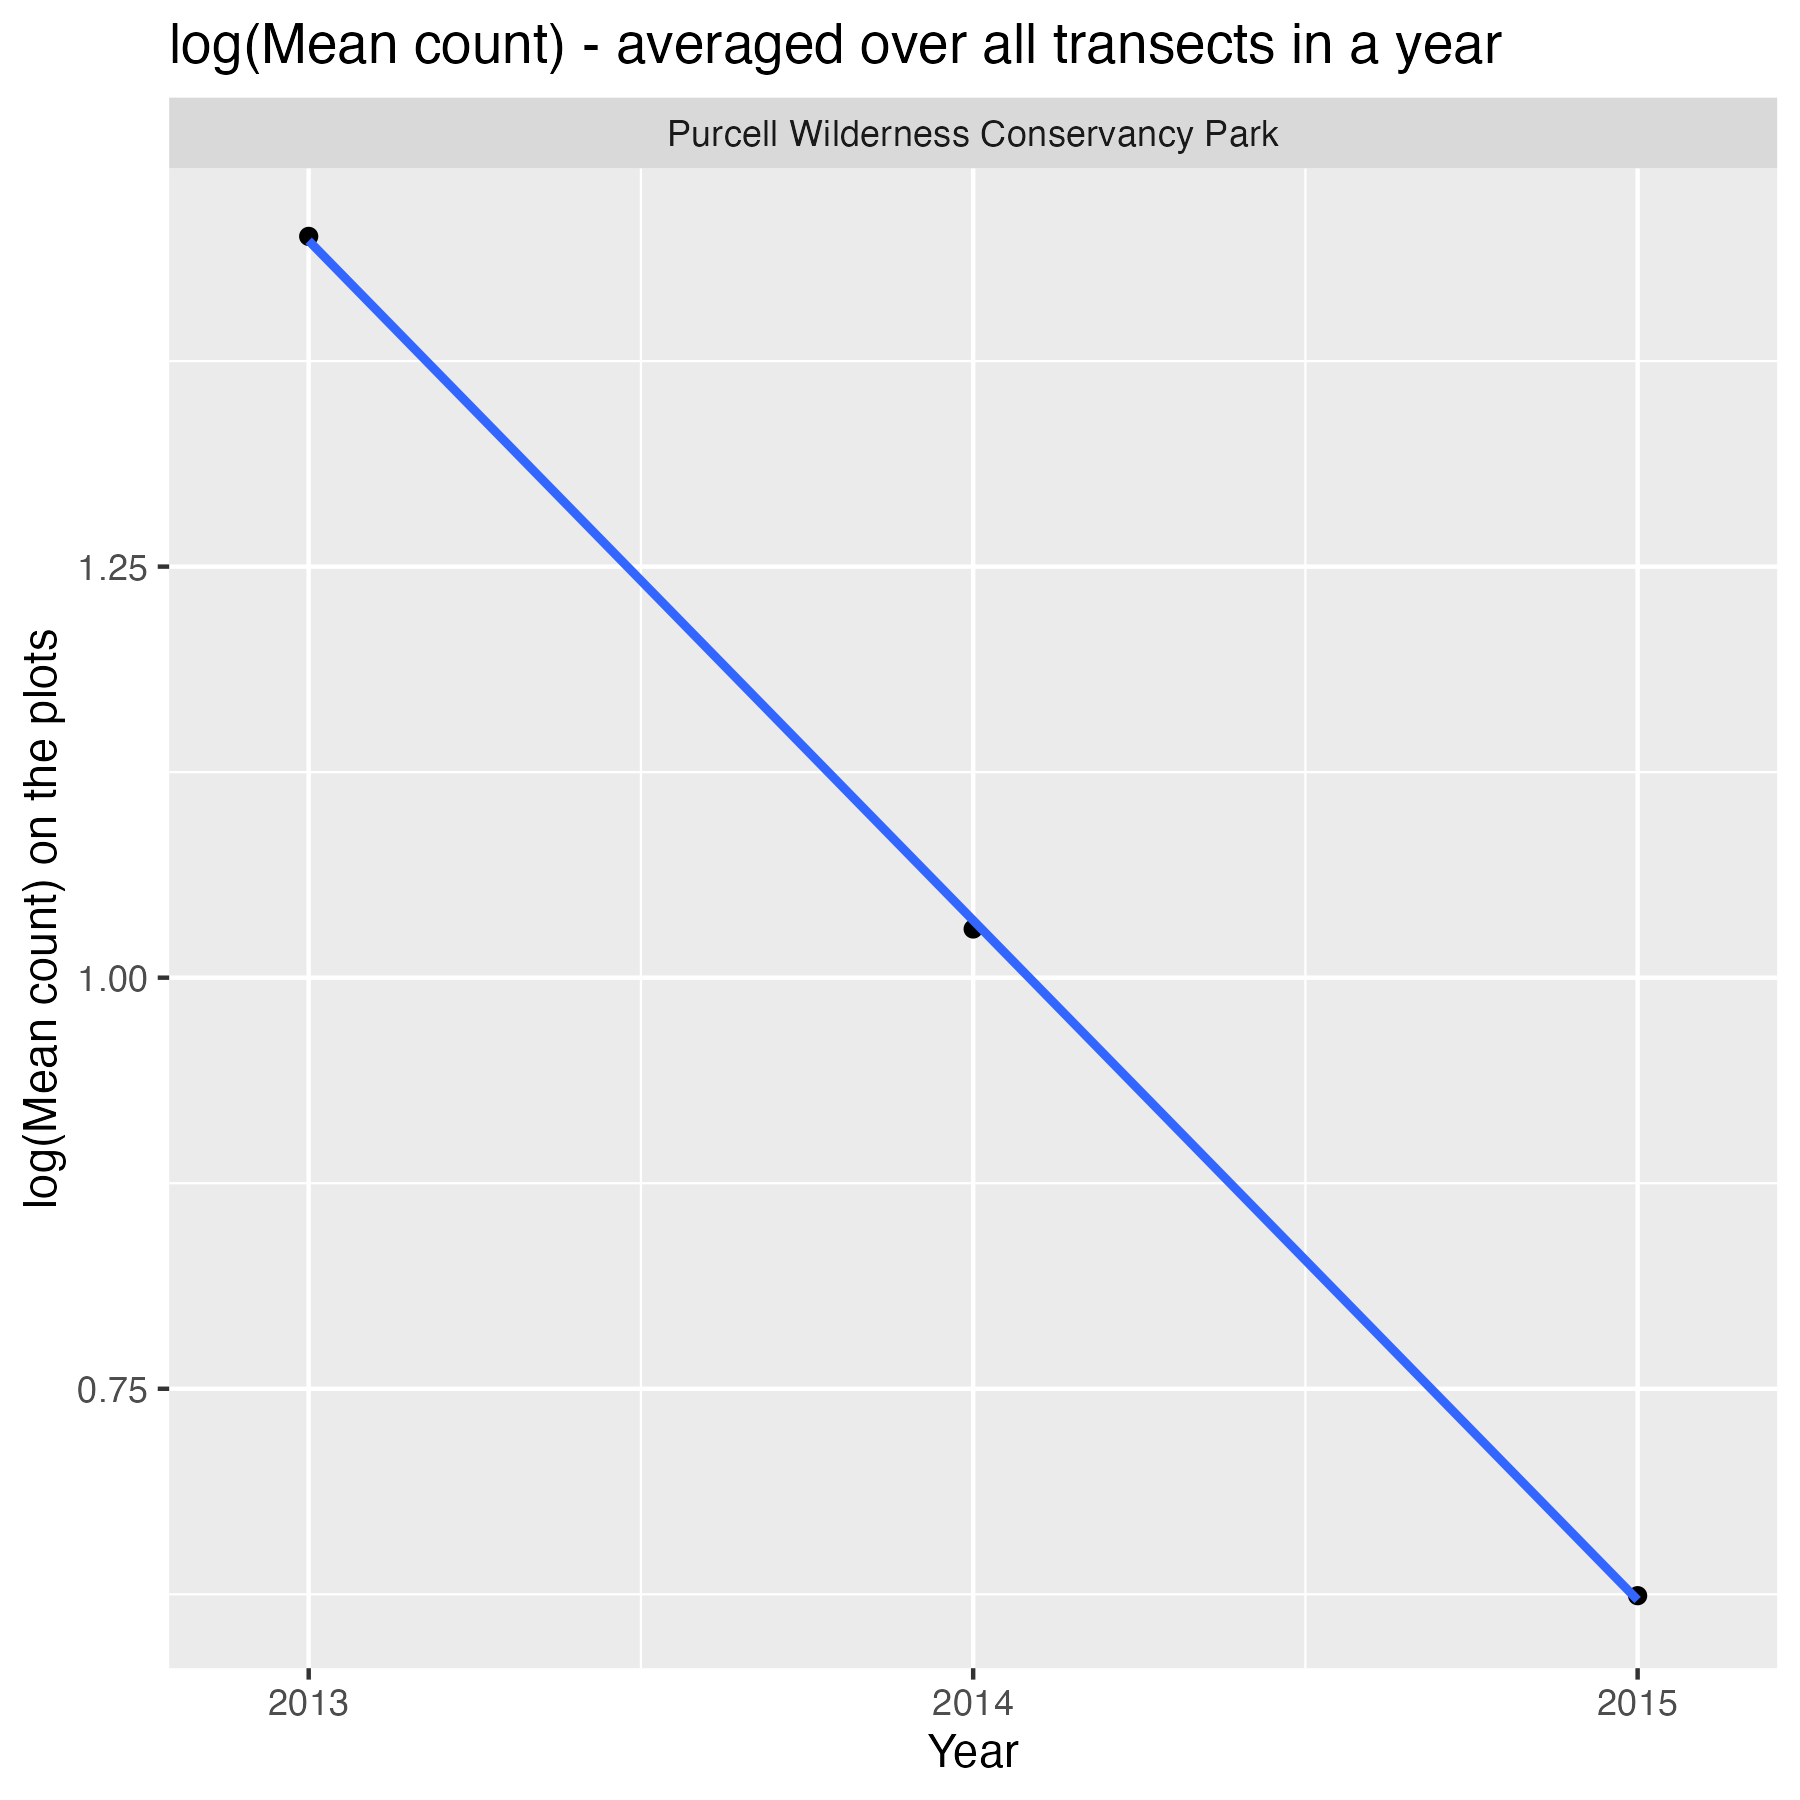 log(Mean count) - averaged over all transects in a year
Purcell Wilderness Conservancy Park
log(Mean count) on the plots
1.25
1.00
0.75
2013 2014 2015
Year